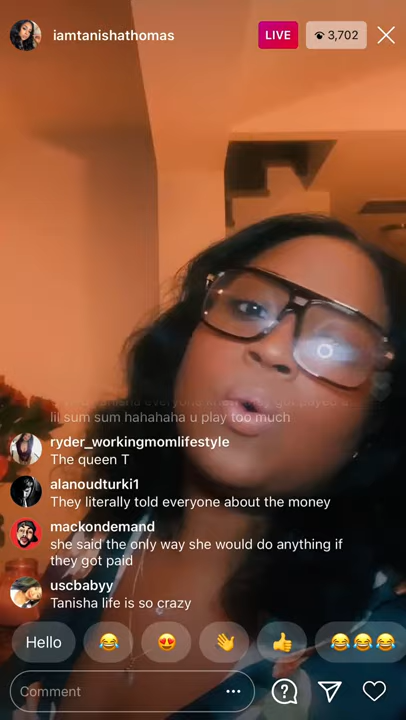 iamtanishathomas
LIVE
3,702
lil sum sum hahahaha u play too much
ryder_workingmomlifestyle
The queen T
alanoudturki1
They literally told everyone about the money
mackondemand
she said the only way she would do anything if
they got paid
uscbabyy
Tanisha life is so crazy
Hello
Comment